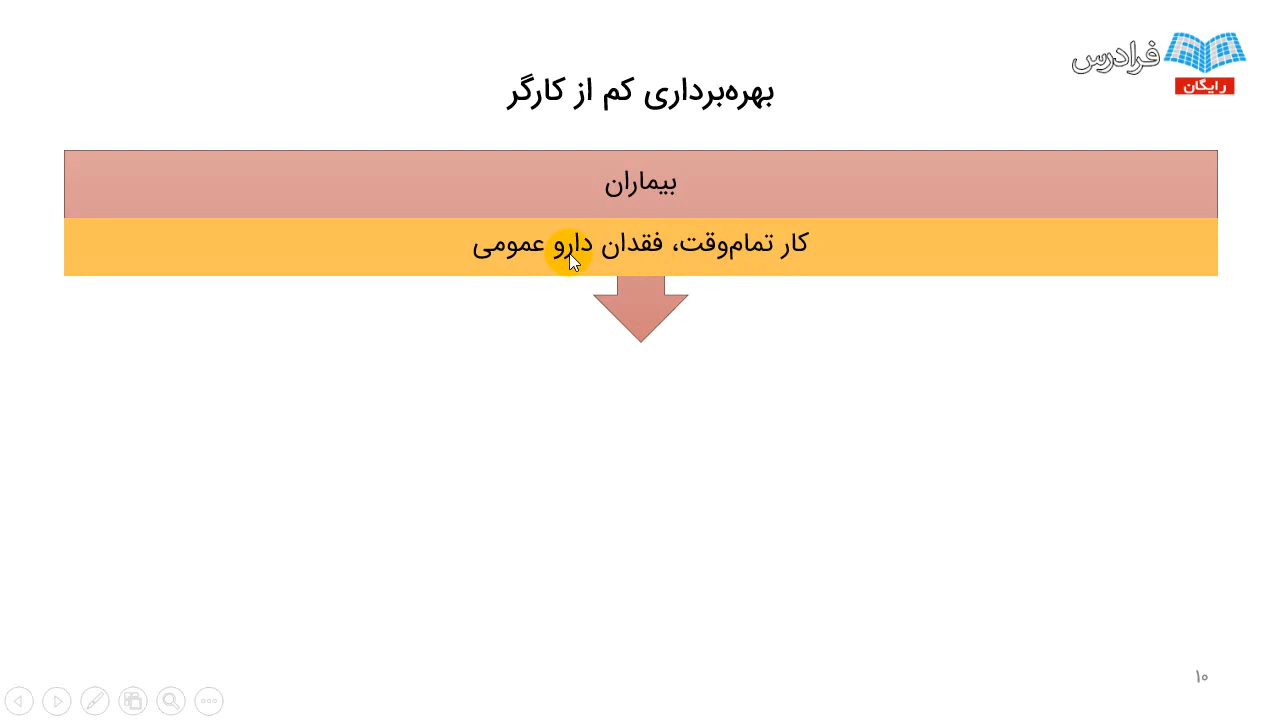 فرادرس
رایگان
بهره‌برداری کم از کارگر
بیماران
کار تمام‌وقت، فقدان دارو عمومی
۱۰